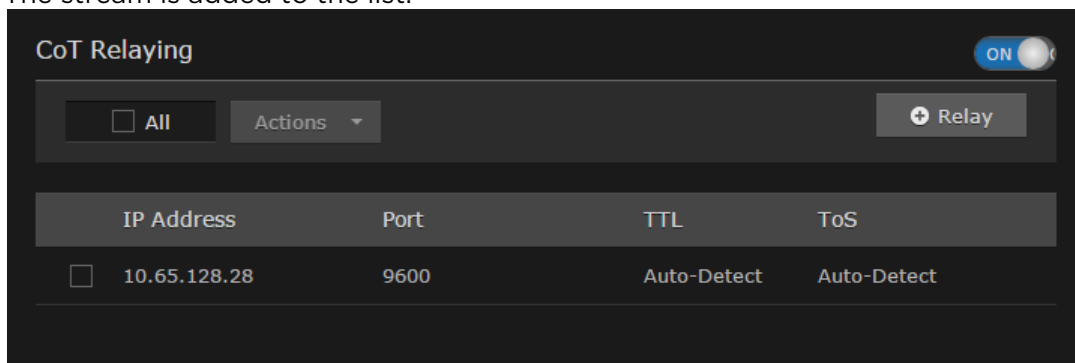 The stream is added to the list.
CoT Relaying ON
All Actions Relay
IP Address Port TTL ToS
10.65.128.28 9600 Auto-Detect Auto-Detect